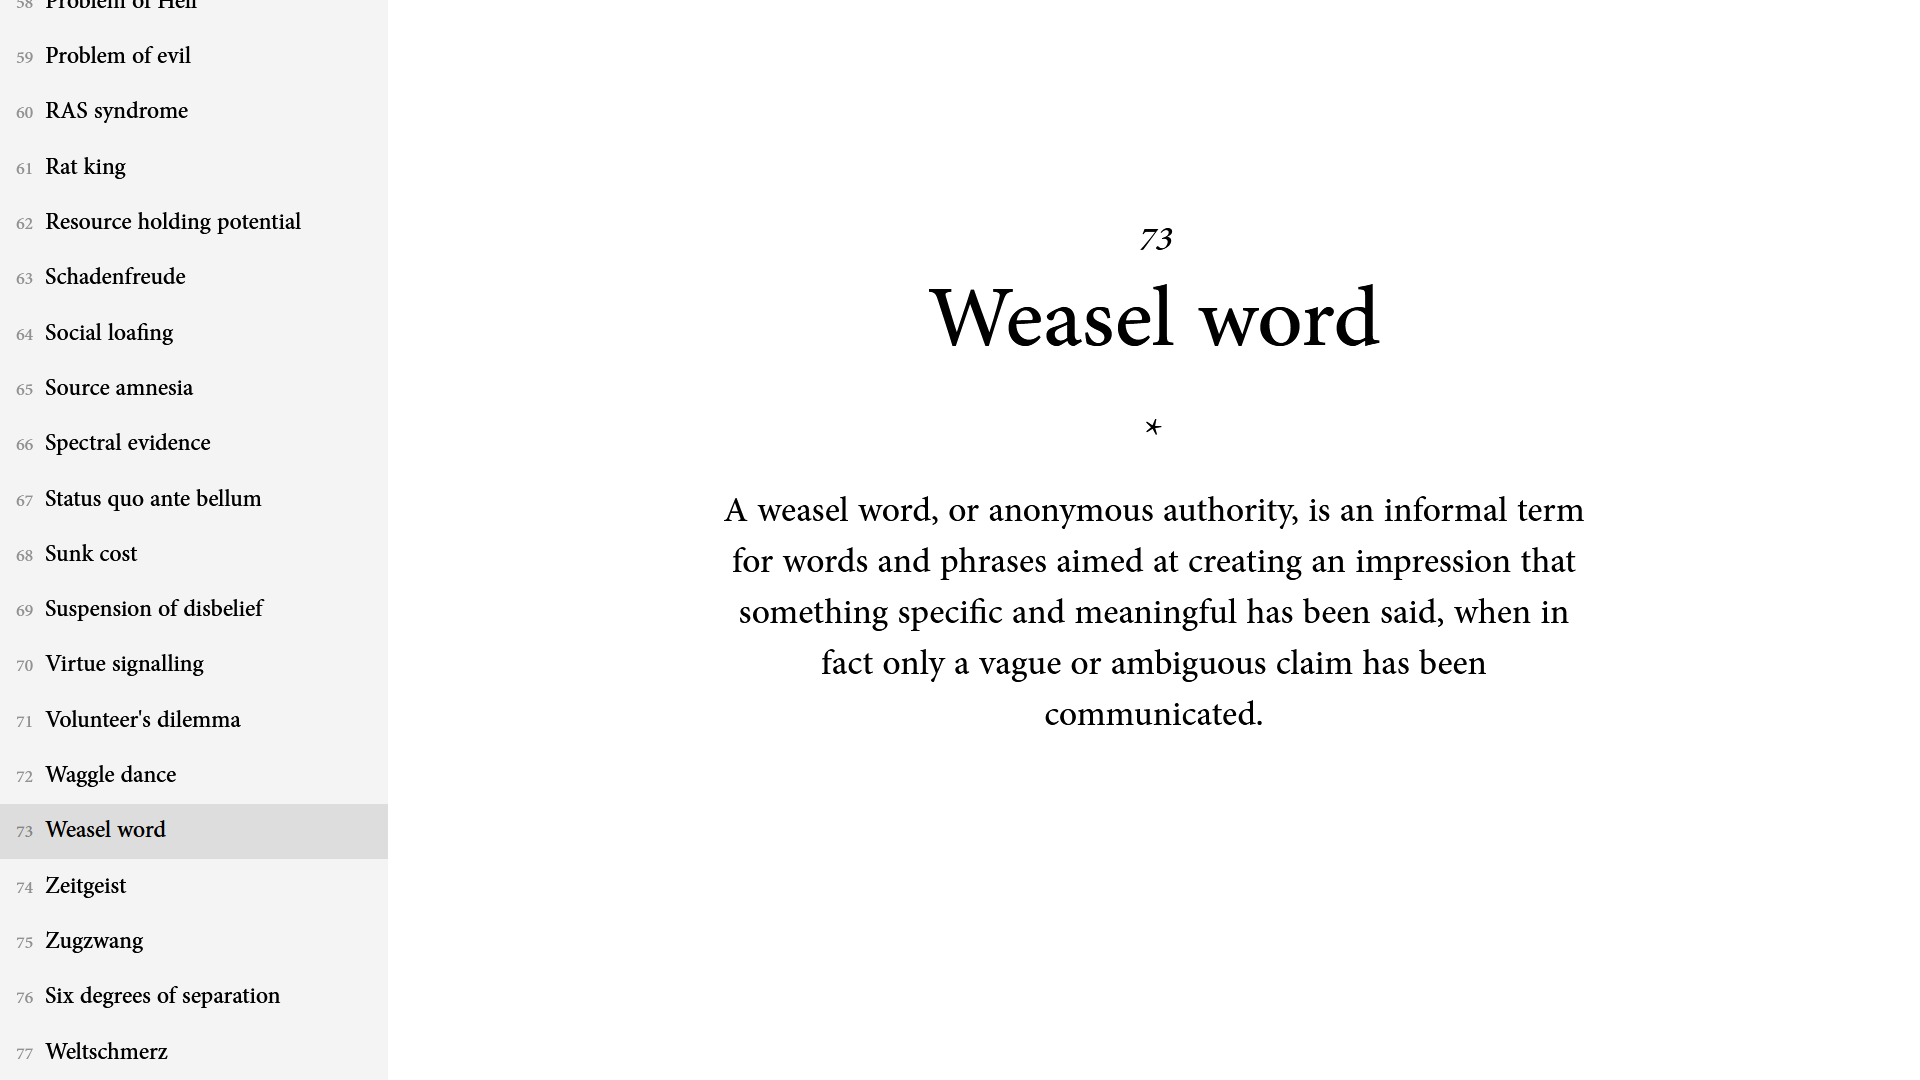 58 Problem of Hell
59 Problem of evil
60 RAS syndrome
61 Rat king
62 Resource holding potential
63 Schadenfreude
64 Social loafing
65 Source amnesia
66 Spectral evidence
67 Status quo ante bellum
68 Sunk cost
69 Suspension of disbelief
70 Virtue signalling
71 Volunteer's dilemma
72 Waggle dance
73 Weasel word
74 Zeitgeist
75 Zugzwang
76 Six degrees of separation
77 Weltschmerz
73
Weasel word
*
A weasel word, or anonymous authority, is an informal term
for words and phrases aimed at creating an impression that
something specific and meaningful has been said, when in
fact only a vague or ambiguous claim has been
communicated.